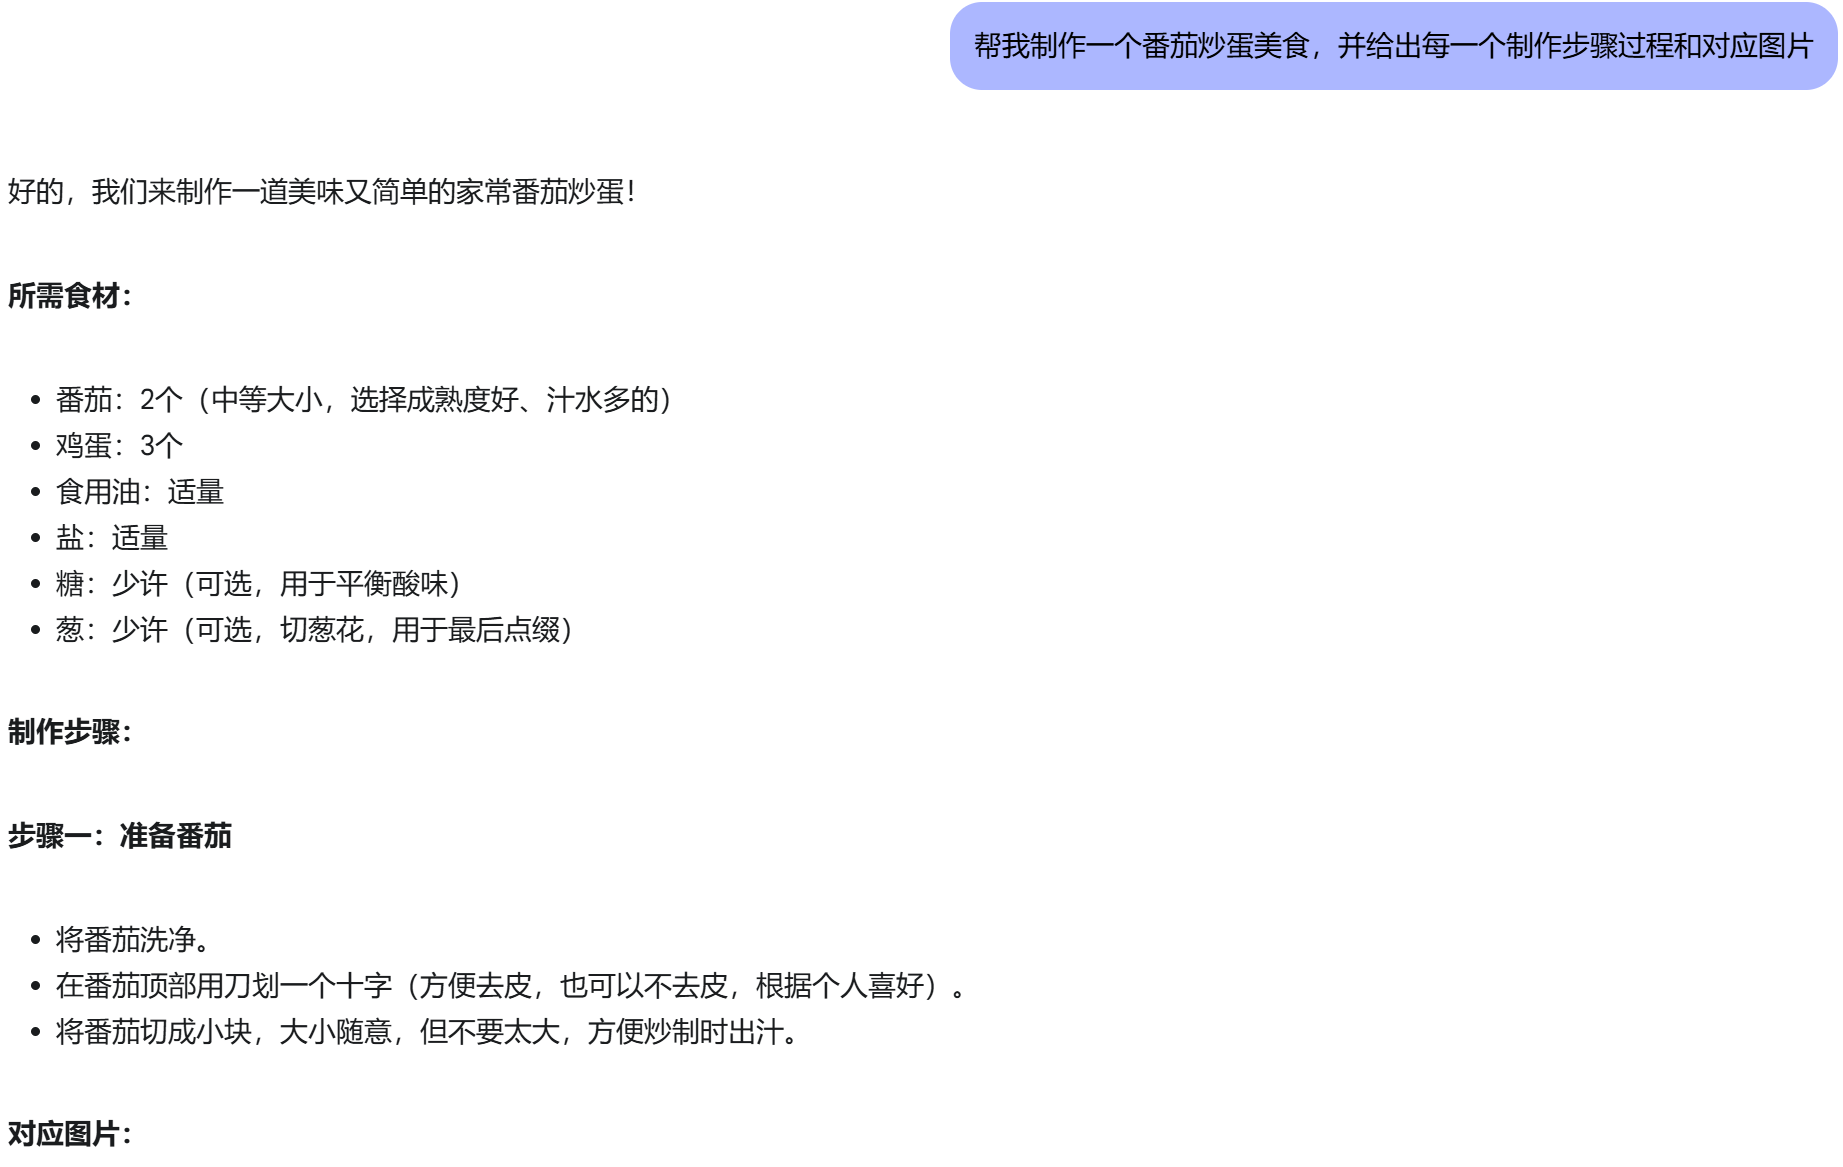 帮我制作一个番茄炒蛋美食，并给出每一个制作步骤过程和对应图片
好的，我们来制作一道美味又简单的家常番茄炒蛋！
所需食材：
• 番茄：2个（中等大小，选择成熟度好、汁水多的）
• 鸡蛋：3个
• 食用油：适量
• 盐：适量
• 糖：少许（可选，用于平衡酸味）
• 葱：少许（可选，切葱花，用于最后点缀）
制作步骤：
步骤一：准备番茄
• 将番茄洗净。
• 在番茄顶部用刀划一个十字（方便去皮，也可以不去皮，根据个人喜好）。
• 将番茄切成小块，大小随意，但不要太大，方便炒制时出汁。
对应图片：